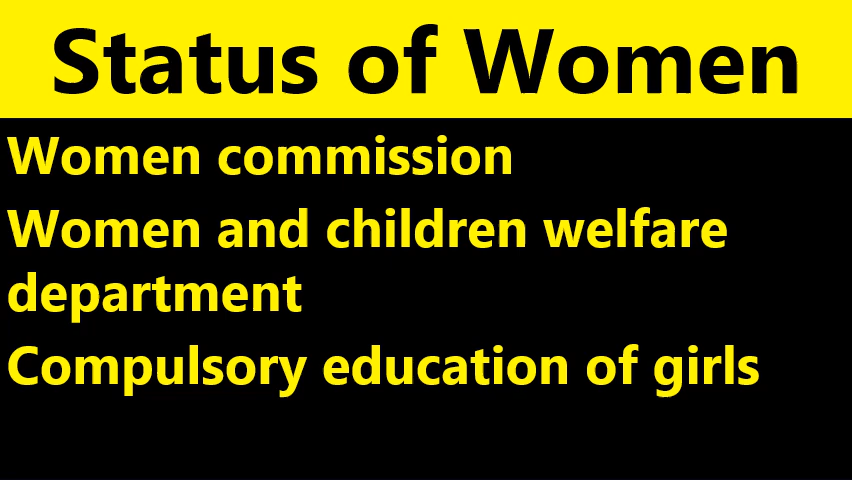 Status of Women
Women commission
Women and children welfare
department
Compulsory education of girls